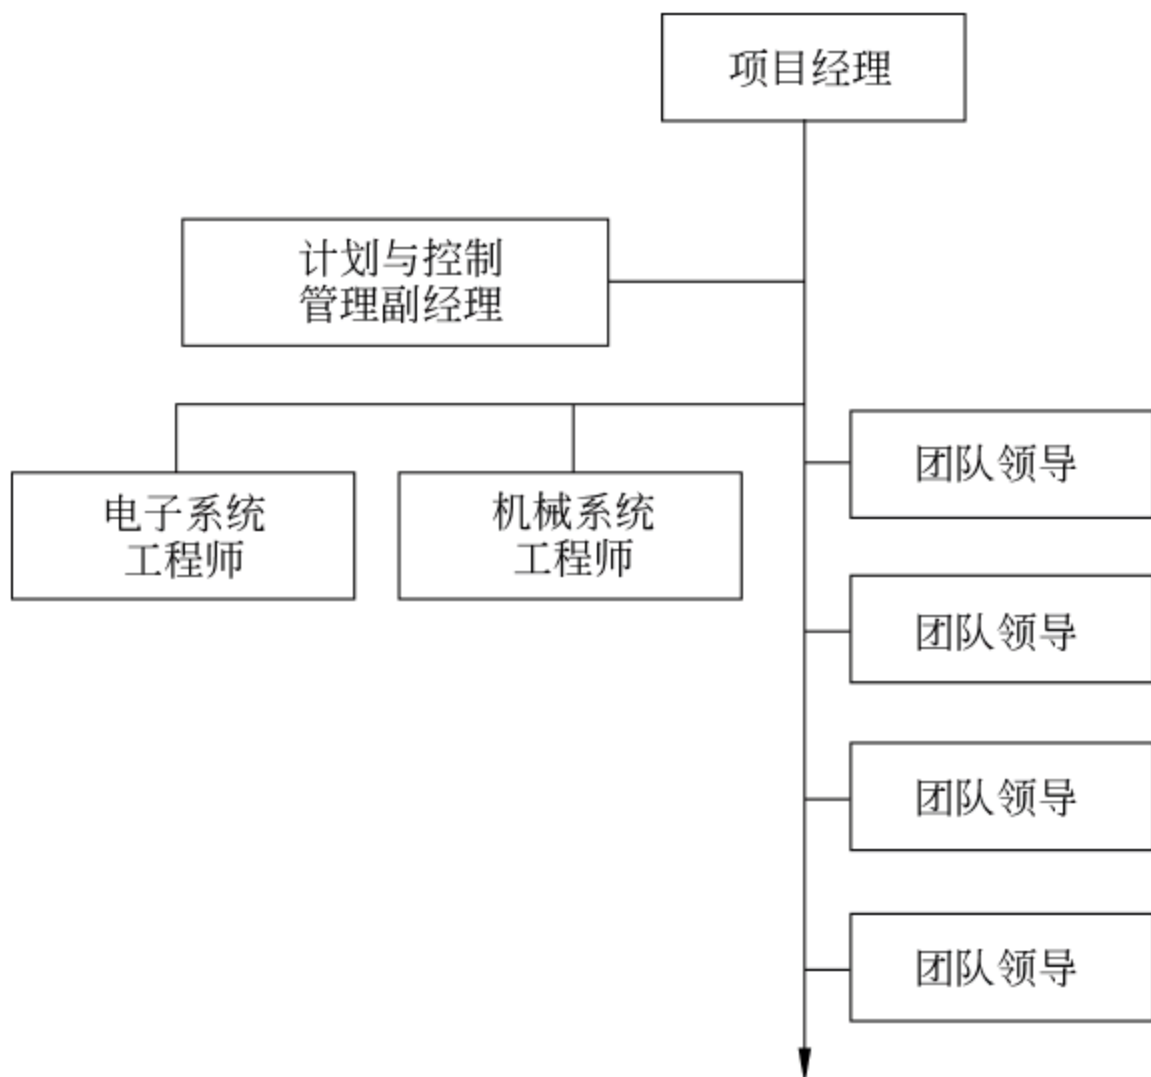 项目经理
计划与控制
管理副经理
电子系统
工程师
机械系统
工程师
团队领导
团队领导
团队领导
团队领导